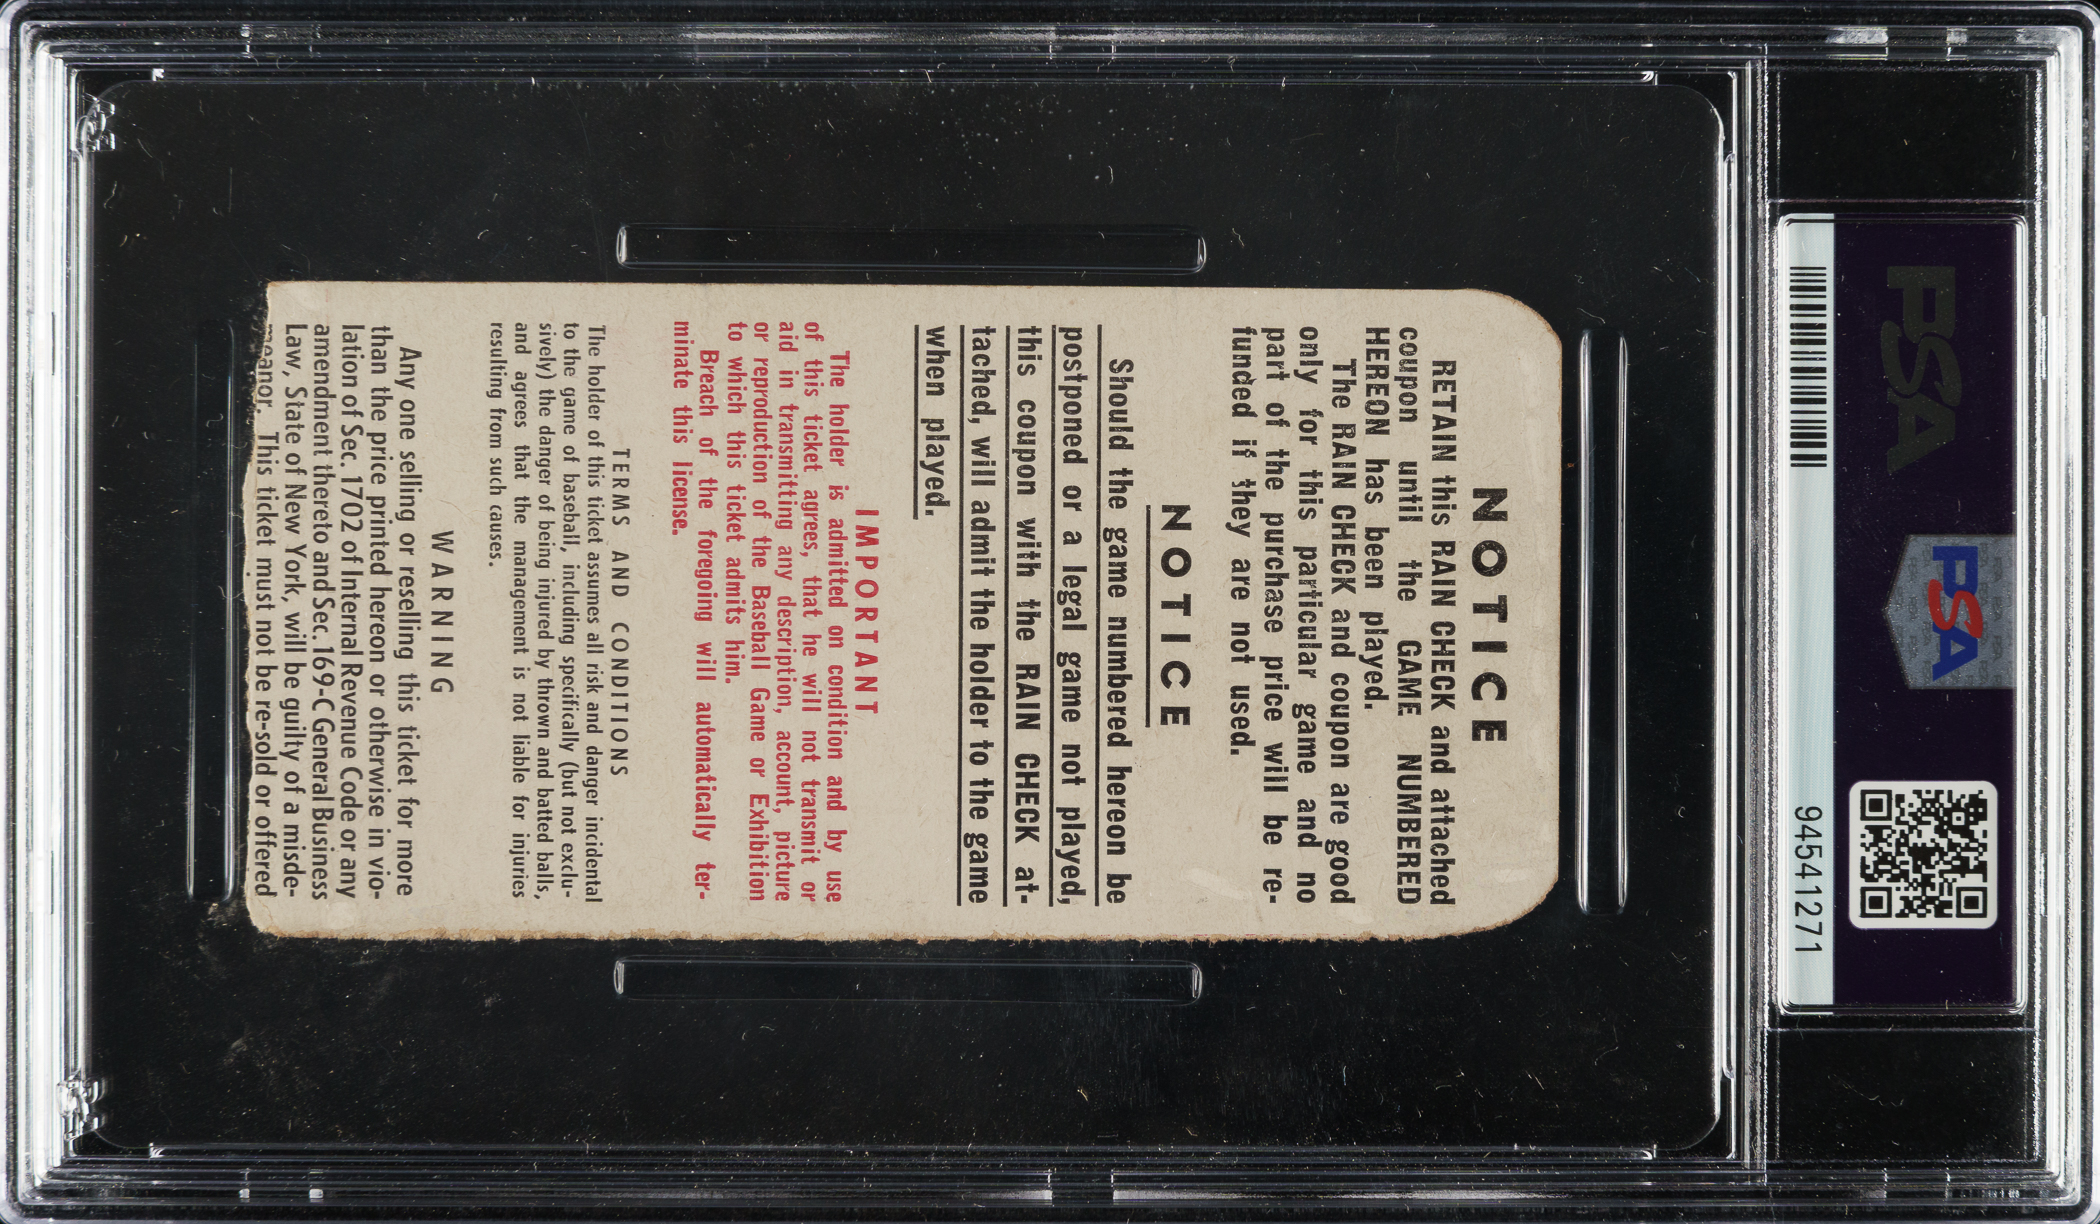 NOTICE
RETAIN this RAIN CHECK and attached
coupon until the GAME NUMBERED
HEREON has been played.
The RAIN CHECK and coupon are good
only for this particular game and no
part of the purchase price will be re-
funded if they are not used.
NOTICE
Should the game numbered hereon be
postponed or a legal game not played,
this coupon with the RAIN CHECK at-
tached, will admit the holder to the game
when played.
IMPORTANT
The holder is admitted on condition and by use
of this ticket agrees, that he will not transmit or
aid in transmitting any description, account, picture
or reproduction of the Baseball Game or Exhibition
to which this ticket admits him.
Breach of the foregoing will automatically ter-
minate this license.
TERMS AND CONDITIONS
The holder of this ticket assumes all risk and danger incidental
to the game of baseball, including specifically (but not exclu-
sively) the danger of being injured by thrown and batted balls,
and agrees that the management is not liable for injuries
resulting from such causes.
WARNING
Any one selling or reselling this ticket for more
than the price printed hereon or otherwise in vio-
lation of Sec. 1702 of Internal Revenue Code or any
amendment thereto and Sec. 169-C General Business
Law, State of New York, will be guilty of a misde-
meanor. This ticket must not be re-sold or offered
PSA
PSA
94541271